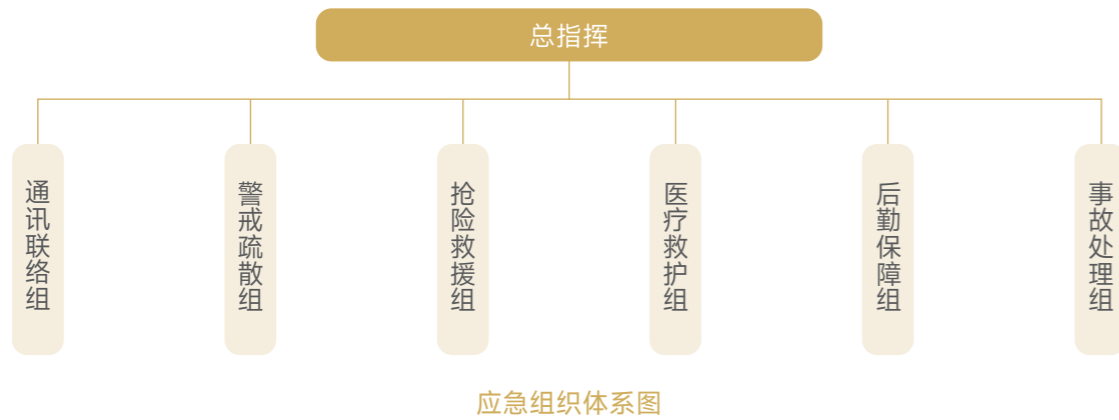 总指挥
通讯联络组
警戒疏散组
抢险救援组
医疗救护组
后勤保障组
事故处理组
应急组织体系图